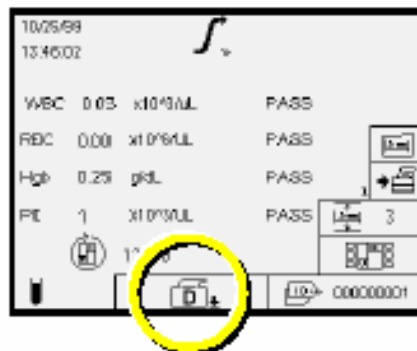 10/25/99
13:46:02
WBC 0.03 x10^3/uL PASS
RBC 0.00 x10^6/uL PASS
Hgb 0.25 g/dL PASS
Plt 1 x10^3/uL PASS
3
D
000000001